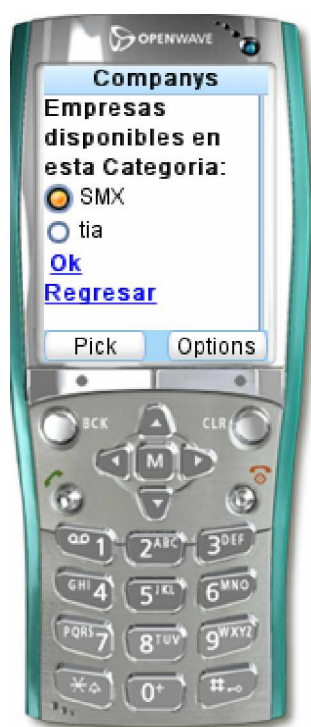 OPENWAVE
Companys
Empresas
disponibles en
esta Categoria:
SMX
tia
Ok
Regresar
Pick Options
BCK CLR
M
1 2ABC 3DEF
GHI4 5JKL 6MNO
PQRS7 8TUV 9WXYZ
* 0+ #